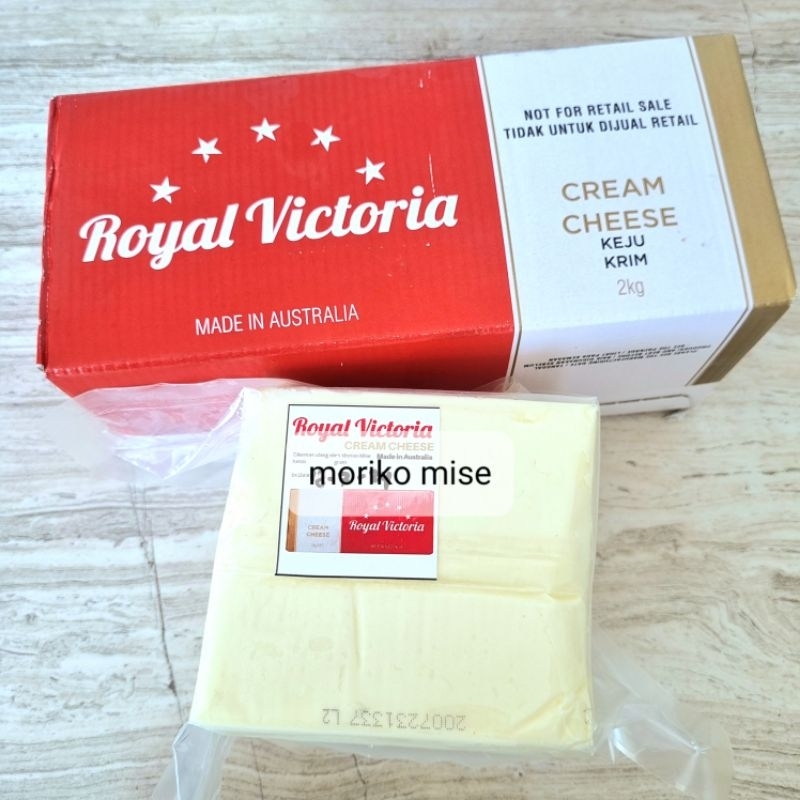 Royal Victoria
MADE IN AUSTRALIA
NOT FOR RETAIL SALE
TIDAK UNTUK DIJUAL RETAIL
CREAM
CHEESE
KEJU
KRIM
2kg
Royal Victoria
CREAM CHEESE
Made in Australia
moriko mise
CREAM
CHEESE
Royal Victoria
2007231337 L2